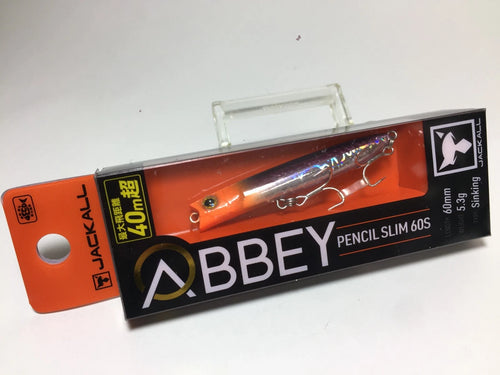 JACKALL
最大飛距離
40m超
ABBEY
PENCIL SLIM 60S
JACKALL
60mm
5.3g
Sinking